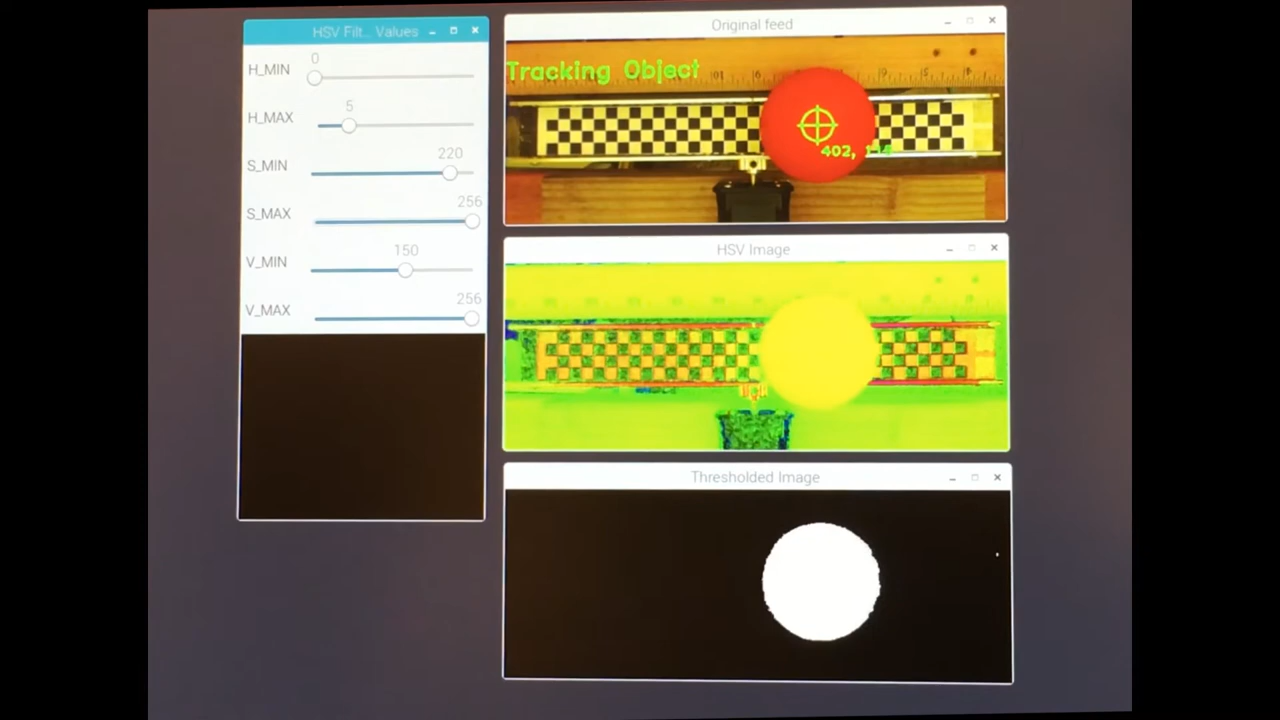 HSV Filt... Values
H_MIN
0
H_MAX
5
S_MIN
220
S_MAX
256
V_MIN
150
V_MAX
256
Original feed
Tracking Object
402, 114
HSV Image
Thresholded Image